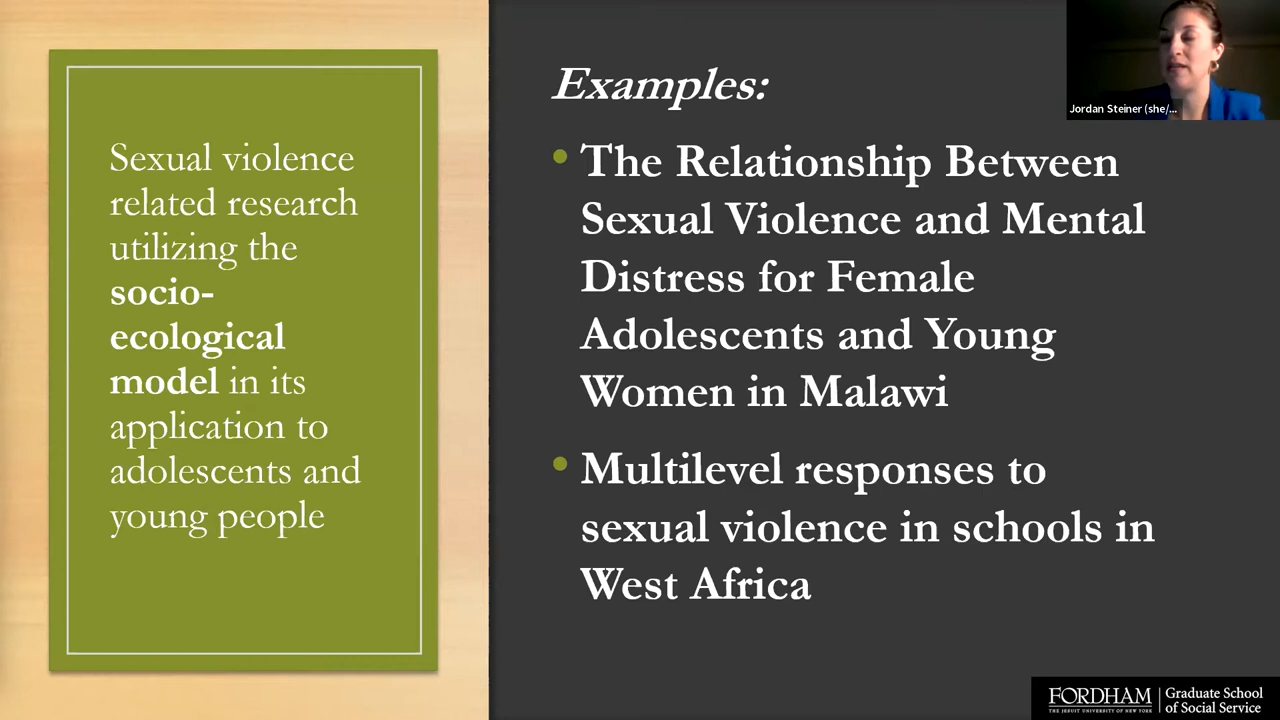 Sexual violence
related research
utilizing the
socio-
ecological
model in its
application to
adolescents and
young people
Examples:
• The Relationship Between
Sexual Violence and Mental
Distress for Female
Adolescents and Young
Women in Malawi
• Multilevel responses to
sexual violence in schools in
West Africa
Jordan Steiner (she/...
FORDHAM
THE JESUIT UNIVERSITY OF NEW YORK
Graduate School
of Social Service